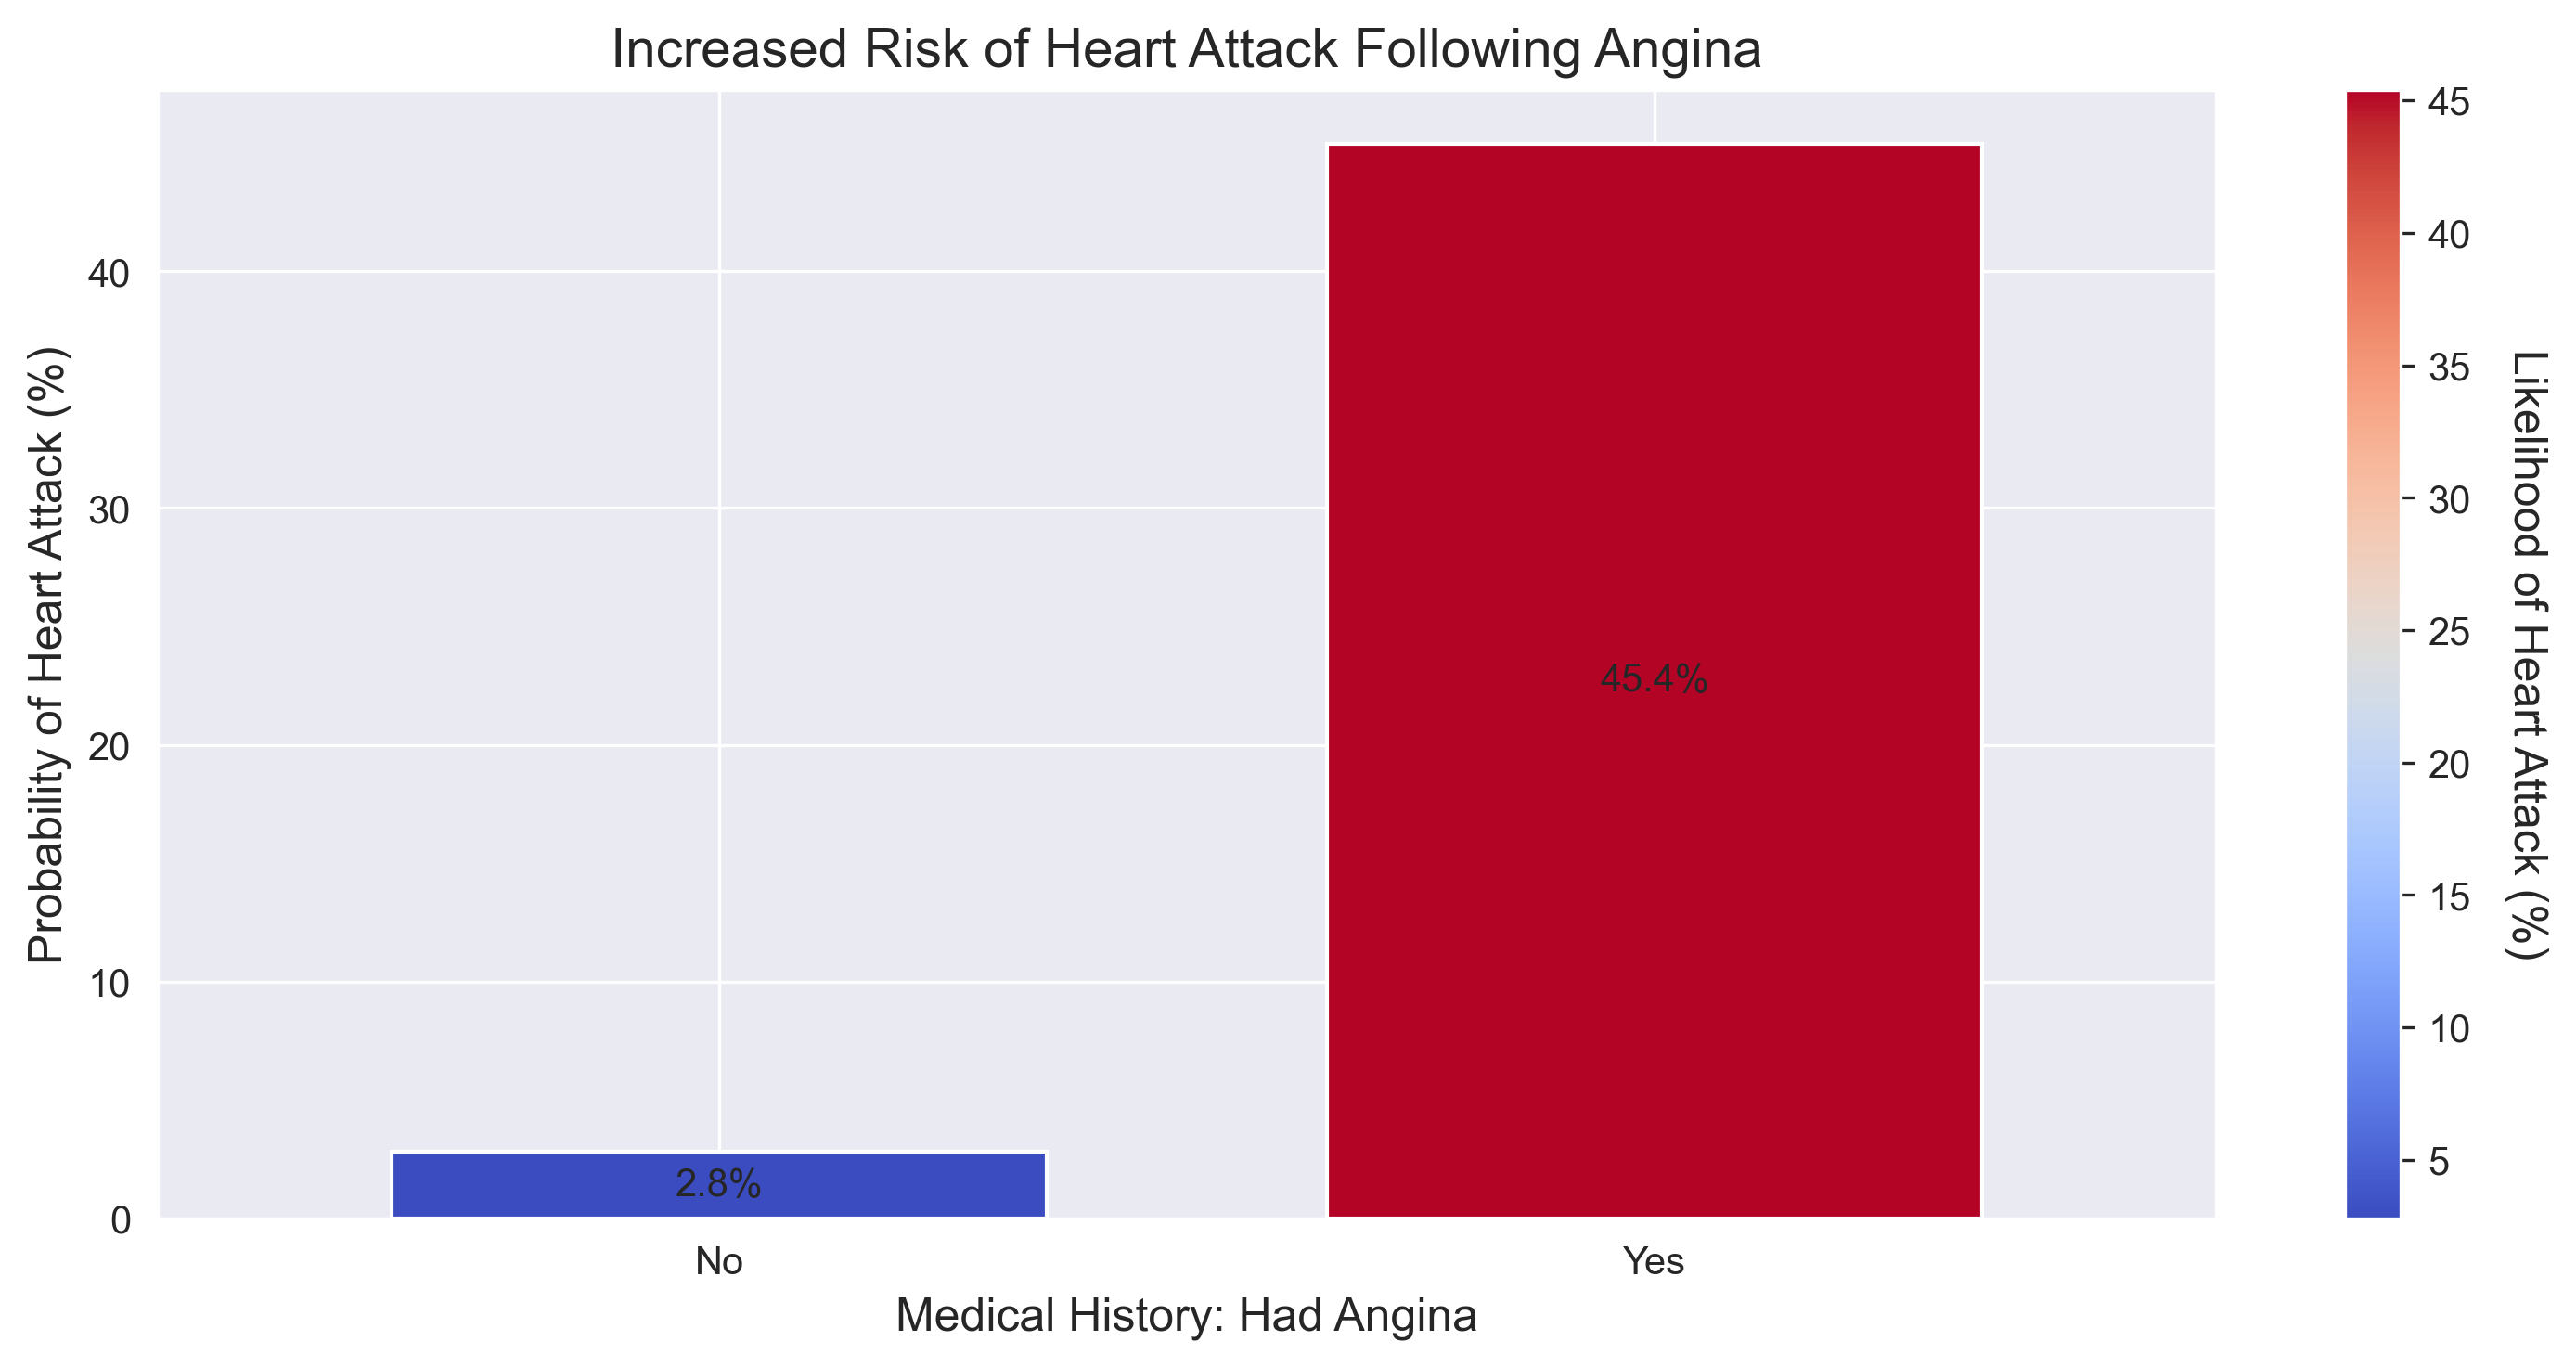 Increased Risk of Heart Attack Following Angina
Probability of Heart Attack (%)
40
30
20
10
0
2.8%
45.4%
No
Yes
Medical History: Had Angina
45
40
35
30
25
20
15
10
5
Likelihood of Heart Attack (%)